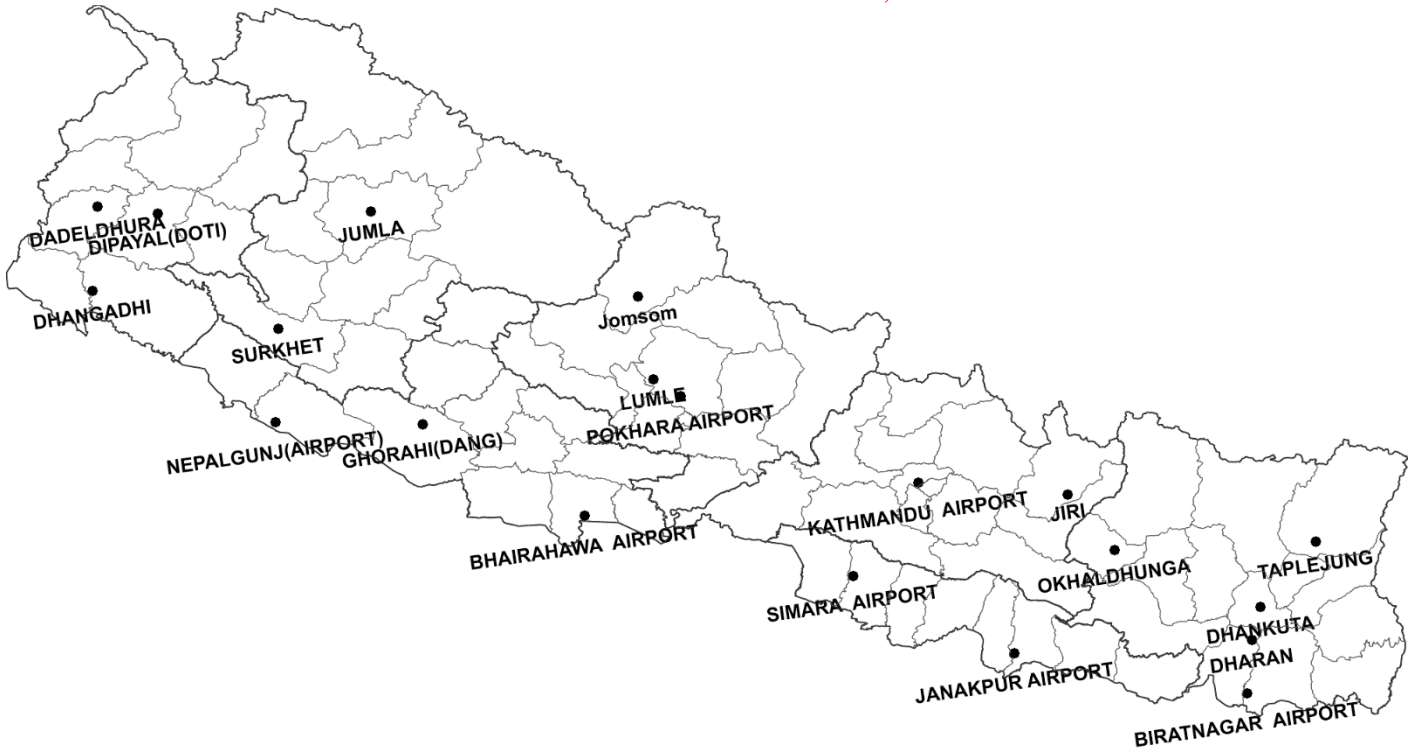 DADELDHURA
DIPAYAL(DOTI)
JUMLA
DHANGADHI
Jomsom
SURKHET
LUMLE
POKHARA AIRPORT
NEPALGUNJ(AIRPORT)
GHORAHI(DANG)
KATHMANDU AIRPORT
JIRI
BHAIRAHAWA AIRPORT
OKHALDHUNGA
TAPLEJUNG
SIMARA AIRPORT
DHANKUTA
DHARAN
JANAKPUR AIRPORT
BIRATNAGAR AIRPORT